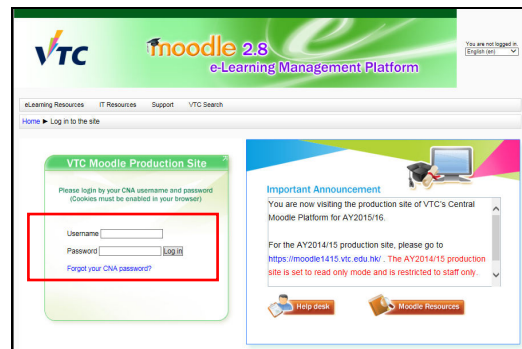 VTC
moodle 2.8
e-Learning Management Platform
You are not logged in.
English (en)
eLearning Resources IT Resources Support VTC Search
Home ► Log in to the site
VTC Moodle Production Site
Please login by your CNA username and password
(Cookies must be enabled in your browser)
Username
Password Log in
Forgot your CNA password?
Important Announcement
You are now visiting the production site of VTC's Central
Moodle Platform for AY2015/16.
For the AY2014/15 production site, please go to
https://moodle1415.vtc.edu.hk/ . The AY2014/15 production
site is set to read only mode and is restricted to staff only.
Help desk
Moodle Resources